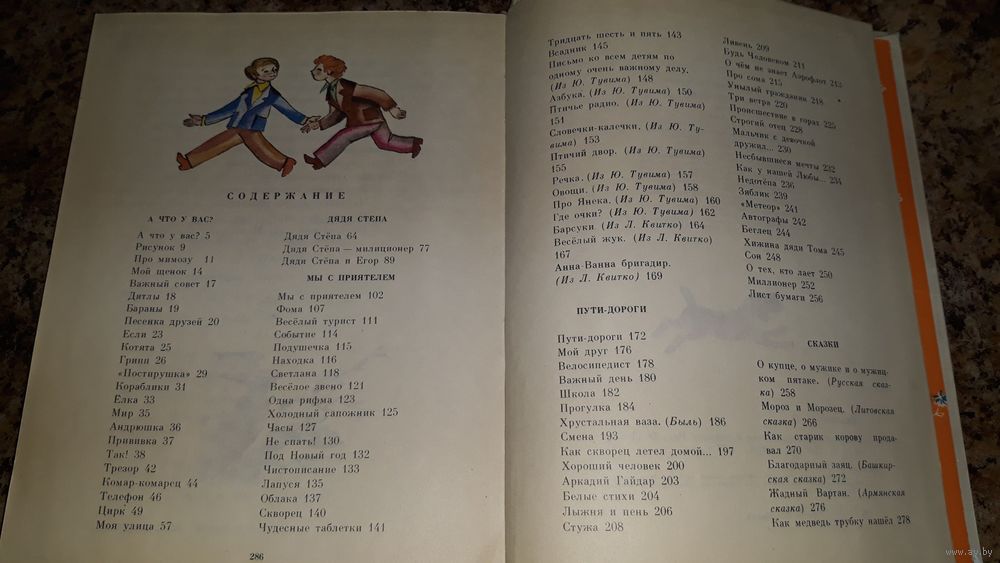 СОДЕРЖАНИЕ
А ЧТО У ВАС?
А что у вас? 5
Рисунок 9
Про мимозу 11
Мой щенок 14
Важный совет 17
Дятлы 18
Бараны 19
Песенка друзей 20
Если 23
Котята 25
Грипп 26
«Постирушка» 29
Кораблики 31
Ёлка 33
Мир 35
Андрюшка 36
Прививка 37
Так! 38
Трезор 42
Комар-комарец 44
Телефон 46
Цирк 49
Моя улица 57
ДЯДЯ СТЕПА
Дядя Стёпа 64
Дядя Стёпа — милиционер 77
Дядя Стёпа и Егор 89
МЫ С ПРИЯТЕЛЕМ
Мы с приятелем 102
Фома 107
Весёлый турист 111
Событие 114
Подушечка 115
Находка 116
Светлана 118
Весёлое звено 121
Одна рифма 123
Холодный сапожник 125
Часы 127
Не спать! 130
Под Новый год 132
Чистописание 133
Лапуся 135
Облака 137
Скворец 140
Чудесные таблетки 141
286
Тридцать шесть и пять 143
Всадник 145
Письмо ко всем детям по
одному очень важному делу.
(Из Ю. Тувима) 148
Азбука. (Из Ю. Тувима) 150
Птичье радио. (Из Ю. Тувима)
151
Словечки-калечки. (Из Ю. Ту-
вима) 153
Птичий двор. (Из Ю. Тувима)
155
Речка. (Из Ю. Тувима) 157
Овощи. (Из Ю. Тувима) 158
Про Янека. (Из Ю. Тувима) 160
Где очки? (Из Ю. Тувима) 162
Барсуки. (Из Л. Квитко) 164
Весёлый жук. (Из Л. Квитко)
167
Анна-Ванна бригадир.
(Из Л. Квитко) 169
ПУТИ-ДОРОГИ
Пути-дороги 172
Мой друг 176
Велосипедист 178
Важный день 180
Школа 182
Прогулка 184
Хрустальная ваза. (Быль) 186
Смена 193
Как скворец летел домой... 197
Хороший человек 200
Аркадий Гайдар 203
Белые стихи 204
Лыжня и пень 206
Стужа 208
Ливень 209
Будь Человеком 211
О чём не знает Аэрофлот 213
Про сома 215
Унылый гражданин 218
Три ветра 220
Происшествие в горах 225
Строгий отец 228
Мальчик с девочкой
дружил... 230
Несбывшиеся мечты 232
Как у нашей Любы... 234
Недотёпа 236
Зяблик 239
«Метеор» 241
Автографы 242
Беглец 244
Хижина дяди Тома 245
Сон 248
О тех, кто лает 250
Миллионер 252
Лист бумаги 256
СКАЗКИ
О купце, о мужике и о мужиц-
ком пятаке. (Русская сказ-
ка) 258
Мороз и Морозец. (Литовская
сказка) 266
Как старик корову прода-
вал 270
Благодарный заяц. (Башкир-
ская сказка) 272
Жадный Вартан. (Армянская
сказка) 276
Как медведь трубку нашёл 278
www.ay.by